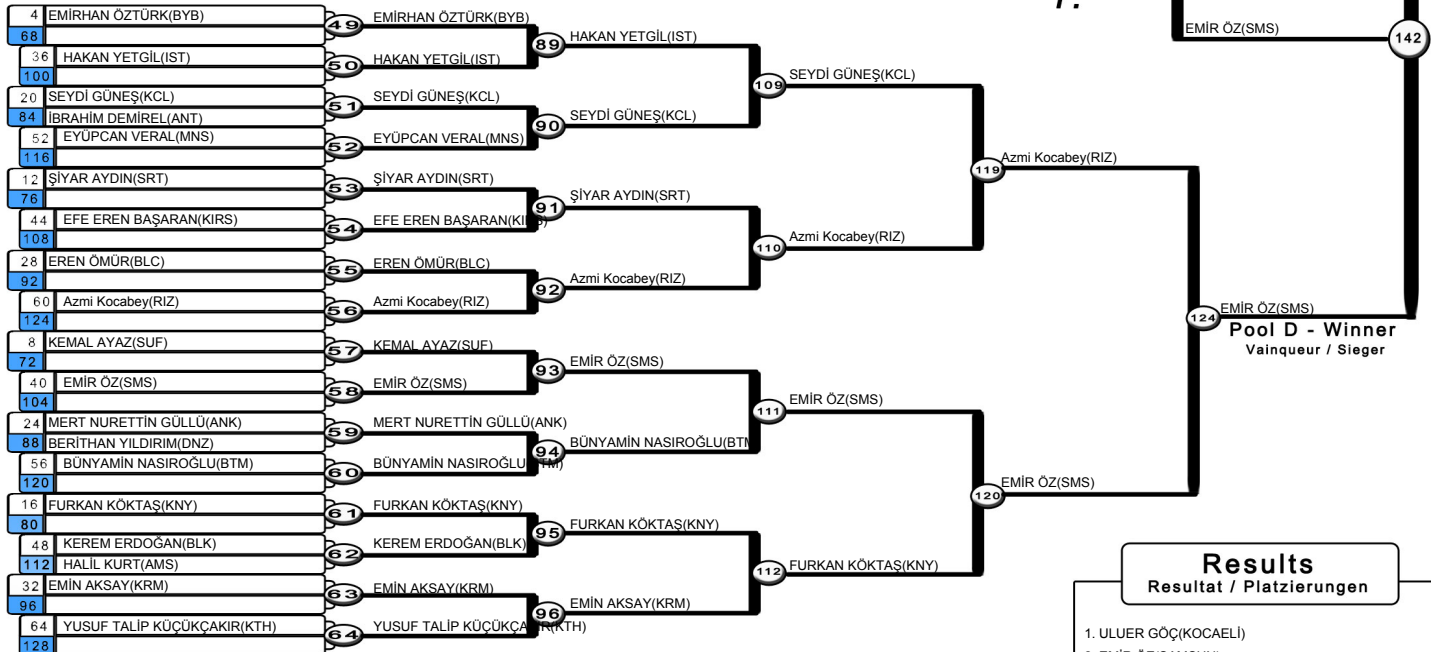 1.
EMİR ÖZ(SMS)
142
4 EMİRHAN ÖZTÜRK(BYB)
68
49 EMİRHAN ÖZTÜRK(BYB)
36 HAKAN YETGİL(IST)
100
50 HAKAN YETGİL(IST)
89 HAKAN YETGİL(IST)
20 SEYDİ GÜNEŞ(KCL)
84 İBRAHİM DEMİREL(ANT)
51 SEYDİ GÜNEŞ(KCL)
52 EYÜPCAN VERAL(MNS)
116
52 EYÜPCAN VERAL(MNS)
90 SEYDİ GÜNEŞ(KCL)
109 SEYDİ GÜNEŞ(KCL)
12 ŞİYAR AYDIN(SRT)
76
53 ŞİYAR AYDIN(SRT)
44 EFE EREN BAŞARAN(KIRS)
108
54 EFE EREN BAŞARAN(KIRS)
91 ŞİYAR AYDIN(SRT)
28 EREN ÖMÜR(BLC)
92
55 EREN ÖMÜR(BLC)
60 Azmi Kocabey(RIZ)
124
56 Azmi Kocabey(RIZ)
92 Azmi Kocabey(RIZ)
110 Azmi Kocabey(RIZ)
119 Azmi Kocabey(RIZ)
8 KEMAL AYAZ(SUF)
72
57 KEMAL AYAZ(SUF)
40 EMİR ÖZ(SMS)
104
58 EMİR ÖZ(SMS)
93 EMİR ÖZ(SMS)
24 MERT NURETTİN GÜLLÜ(ANK)
88 BERİTHAN YILDIRIM(DNZ)
59 MERT NURETTİN GÜLLÜ(ANK)
56 BÜNYAMİN NASIROĞLU(BTM)
120
60 BÜNYAMİN NASIROĞLU(BTM)
94 BÜNYAMİN NASIROĞLU(BTM
111 EMİR ÖZ(SMS)
16 FURKAN KÖKTAŞ(KNY)
80
61 FURKAN KÖKTAŞ(KNY)
48 KEREM ERDOĞAN(BLK)
112 HALİL KURT(AMS)
62 KEREM ERDOĞAN(BLK)
95 FURKAN KÖKTAŞ(KNY)
32 EMİN AKSAY(KRM)
96
63 EMİN AKSAY(KRM)
64 YUSUF TALİP KÜÇÜKÇAKIR(KTH)
128
64 YUSUF TALİP KÜÇÜKÇAKIR(KTH)
96 EMİN AKSAY(KRM)
112 FURKAN KÖKTAŞ(KNY)
120 EMİR ÖZ(SMS)
124 EMİR ÖZ(SMS)
Pool D - Winner
Vainqueur / Sieger
Results
Resultat / Platzierungen
1. ULUER GÖÇ(KOCAELİ)